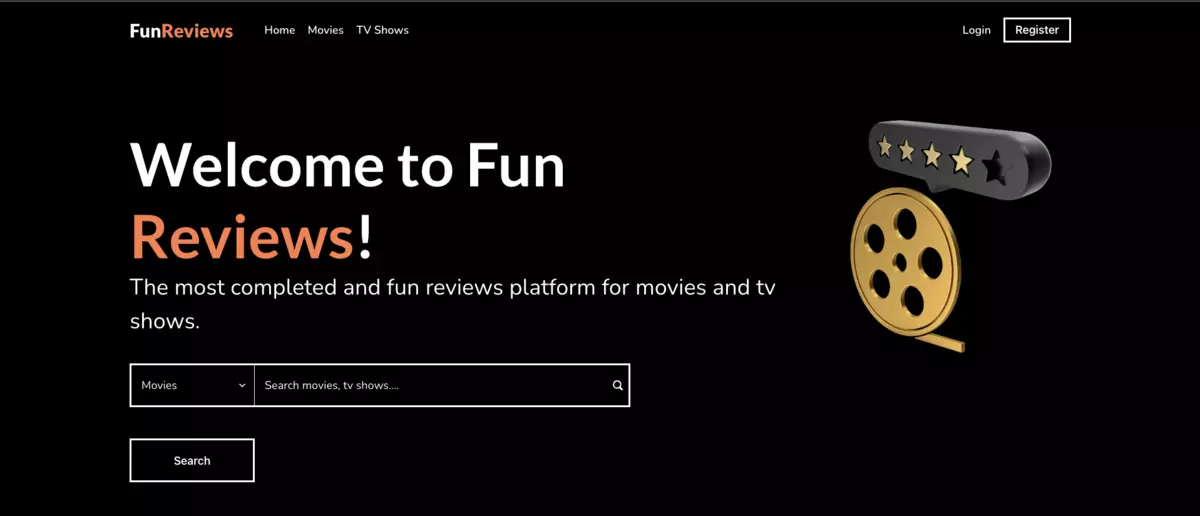 FunReviews Home Movies TV Shows Login Register
Welcome to Fun
Reviews!
The most completed and fun reviews platform for movies and tv
shows.
Movies Search movies, tv shows....
Search